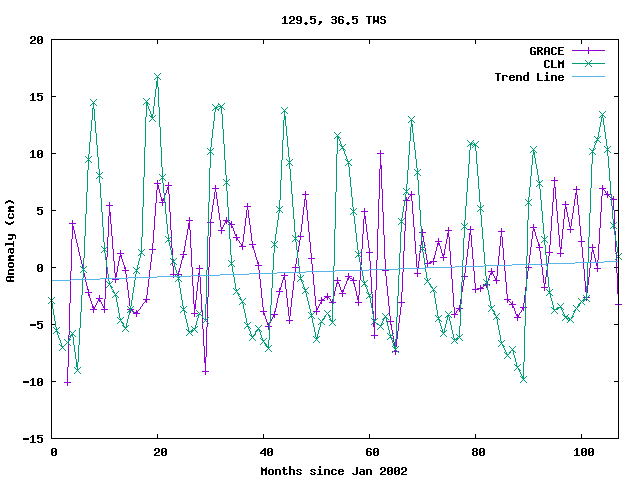 129.5, 36.5 TWS
GRACE
CLM
Trend Line
20
15
10
5
0
-5
-10
-15
Anomaly (cm)
0 20 40 60 80 100
Months since Jan 2002